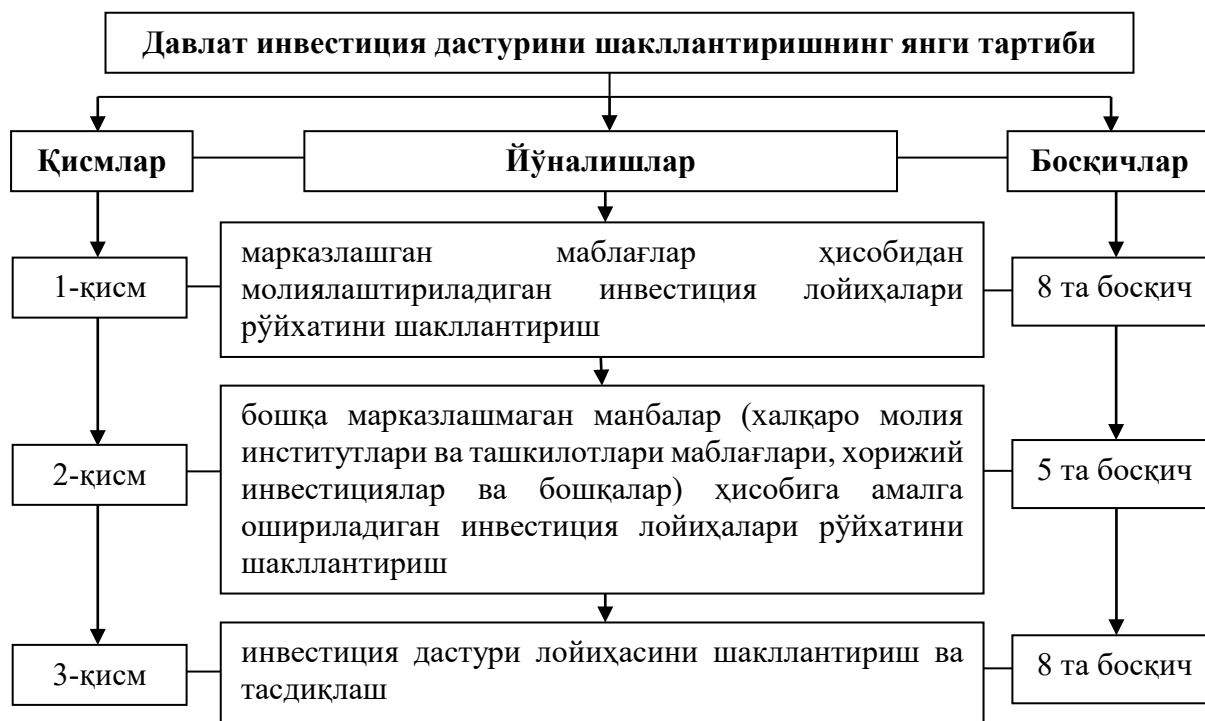 Давлат инвестиция дастурини шакллантиришнинг янги тартиби
Қисмлар
Йўналишлар
Босқичлар
1-қисм
марказлашган маблағлар ҳисобидан
молиялаштириладиган инвестиция лойиҳалари
рўйхатини шакллантириш
8 та босқич
2-қисм
бошқа марказлашмаган манбалар (халқаро молия
институтлари ва ташкилотлари маблағлари, хорижий
инвестициялар ва бошқалар) ҳисобига амалга
ошириладиган инвестиция лойиҳалари рўйхатини
шакллантириш
5 та босқич
3-қисм
инвестиция дастури лойиҳасини шакллантириш ва
тасдиқлаш
8 та босқич